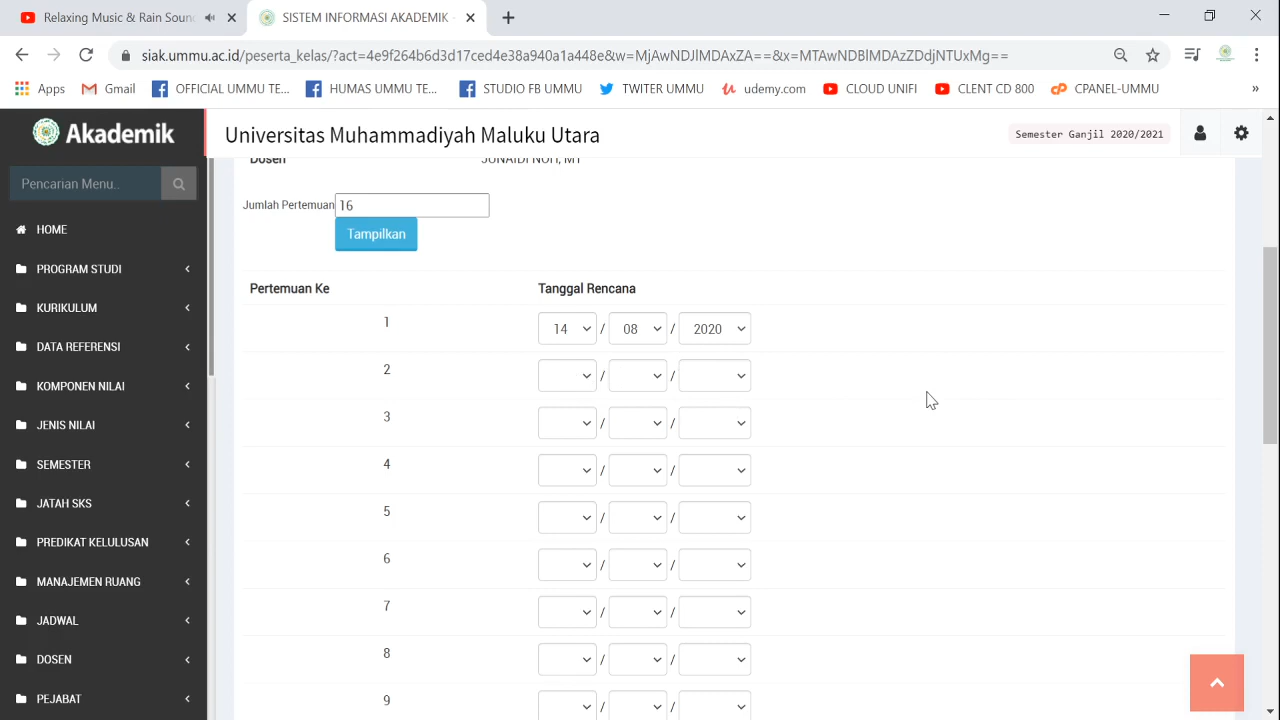 Relaxing Music & Rain Soun
SISTEM INFORMASI AKADEMIK -
siak.ummu.ac.id/peserta_kelas/?act=4e9f264b6d3d17ced4e38a940a1a448e&w=MjAwNDJlMDAxZA==&x=MTAwNDBlMDAzZDdjNTUxMg==
Apps
Gmail
OFFICIAL UMMU TE...
HUMAS UMMU TE...
STUDIO FB UMMU
TWITER UMMU
udemy.com
CLOUD UNIFI
CLENT CD 800
CPANEL-UMMU
»
Akademik
Universitas Muhammadiyah Maluku Utara
Semester Ganjil 2020/2021
Pencarian Menu..
HOME
PROGRAM STUDI
KURIKULUM
DATA REFERENSI
KOMPONEN NILAI
JENIS NILAI
SEMESTER
JATAH SKS
PREDIKAT KELULUSAN
MANAJEMEN RUANG
JADWAL
DOSEN
PEJABAT
Dosen
Jumlah Pertemuan 16
Tampilkan
Pertemuan Ke Tanggal Rencana
1 14 / 08 / 2020
2 / /
3 / /
4 / /
5 / /
6 / /
7 / /
8 / /
9 / /